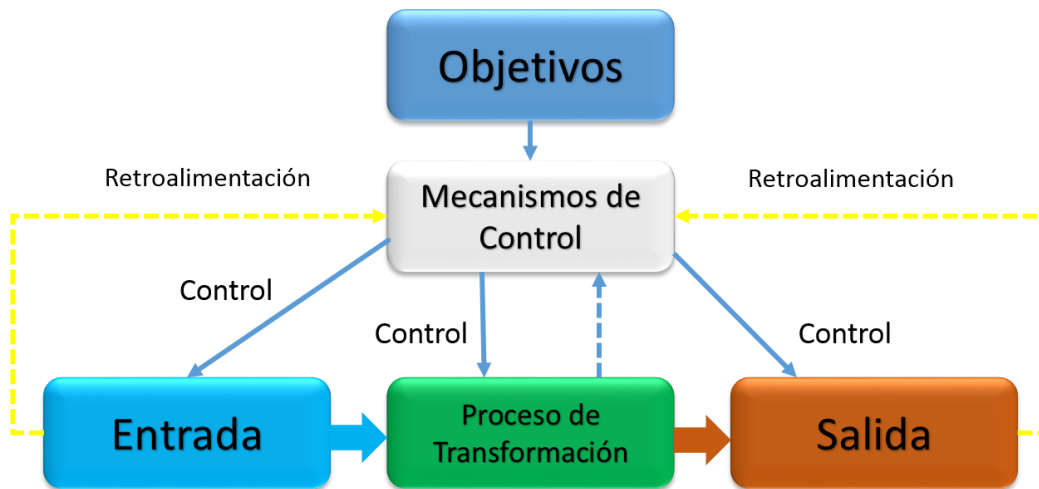 Objetivos
Retroalimentación
Mecanismos de
Control
Retroalimentación
Control
Control
Control
Entrada
Proceso de
Transformación
Salida